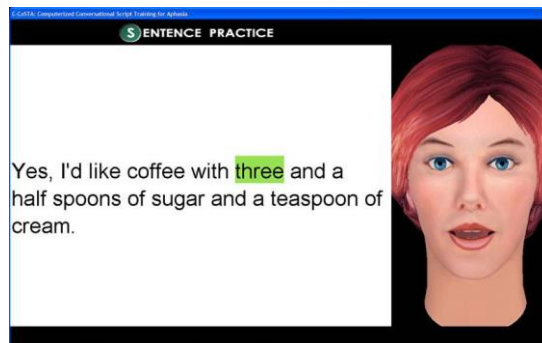 C-CoSTA: Computerized Conversational Script Training for Aphasia
SENTENCE PRACTICE
Yes, I'd like coffee with three and a
half spoons of sugar and a teaspoon of
cream.